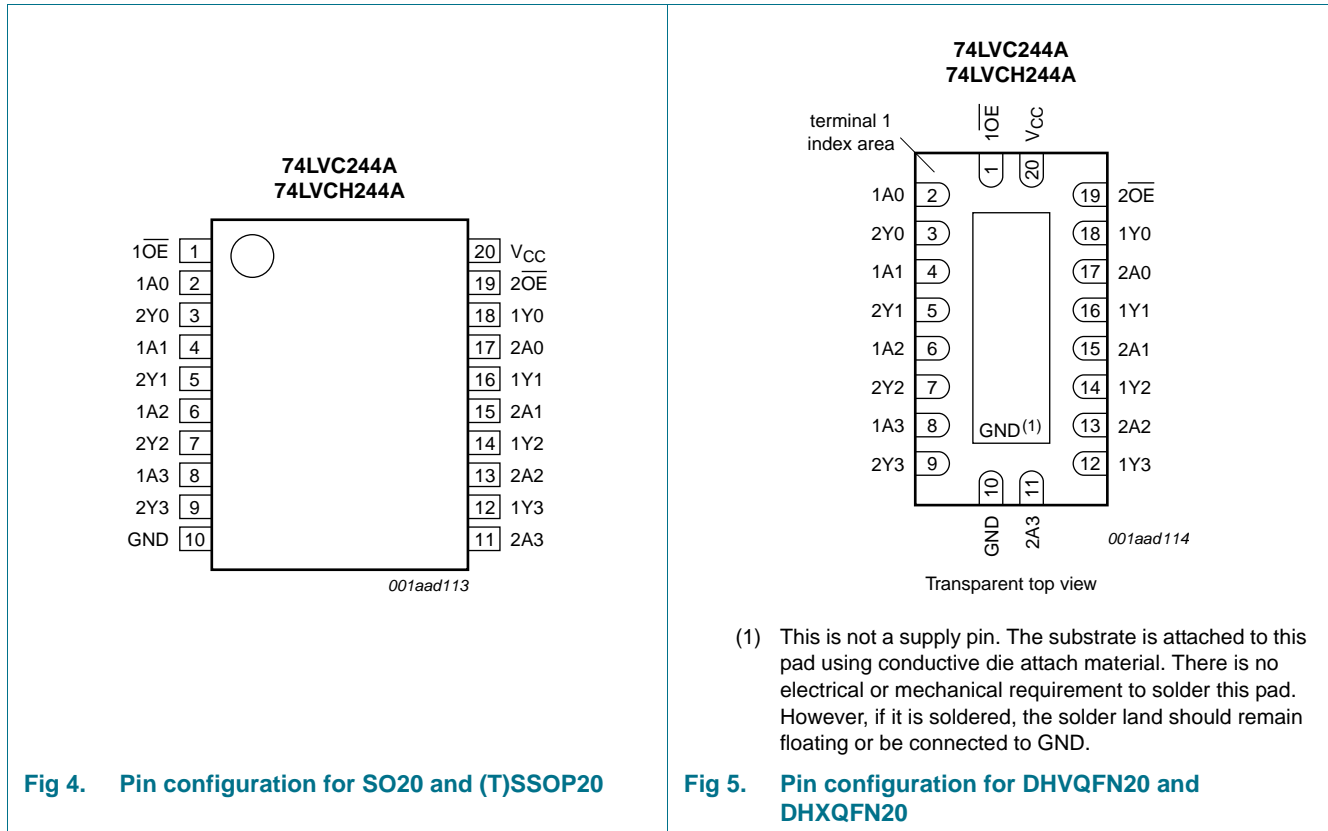 74LVC244A
74LVCH244A
1OE 1
1A0 2
2Y0 3
1A1 4
2Y1 5
1A2 6
2Y2 7
1A3 8
2Y3 9
GND 10
20 VCC
19 2OE
18 1Y0
17 2A0
16 1Y1
15 2A1
14 1Y2
13 2A2
12 1Y3
11 2A3
001aad113
Fig 4. Pin configuration for SO20 and (T)SSOP20
74LVC244A
74LVCH244A
terminal 1
index area
1OE
VCC
1
20
1A0 2
2Y0 3
1A1 4
2Y1 5
1A2 6
2Y2 7
1A3 8
2Y3 9
19 2OE
18 1Y0
17 2A0
16 1Y1
15 2A1
14 1Y2
13 2A2
12 1Y3
GND(1)
10
11
GND
2A3
001aad114
Transparent top view
(1) This is not a supply pin. The substrate is attached to this
pad using conductive die attach material. There is no
electrical or mechanical requirement to solder this pad.
However, if it is soldered, the solder land should remain
floating or be connected to GND.
Fig 5. Pin configuration for DHVQFN20 and
DHXQFN20